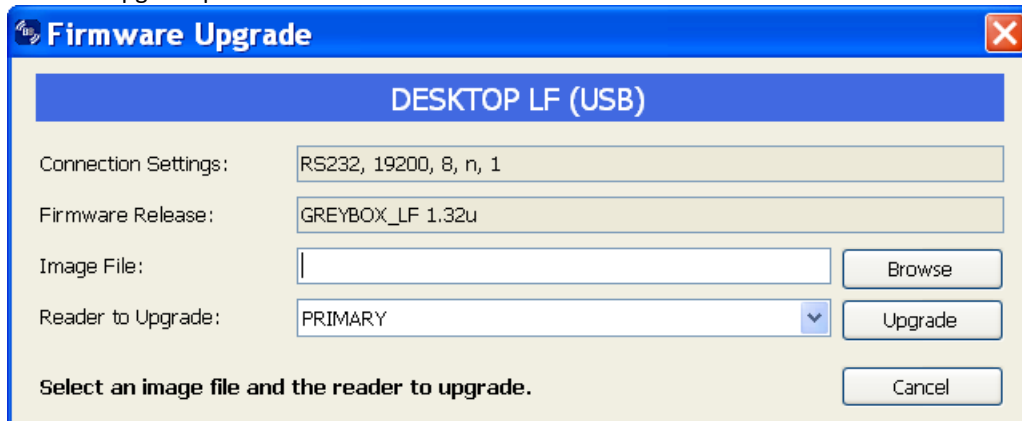 Firmware Upgrade
DESKTOP LF (USB)
Connection Settings: RS232, 19200, 8, n, 1
Firmware Release: GREYBOX_LF 1.32u
Image File: Browse
Reader to Upgrade: PRIMARY Upgrade
Select an image file and the reader to upgrade. Cancel